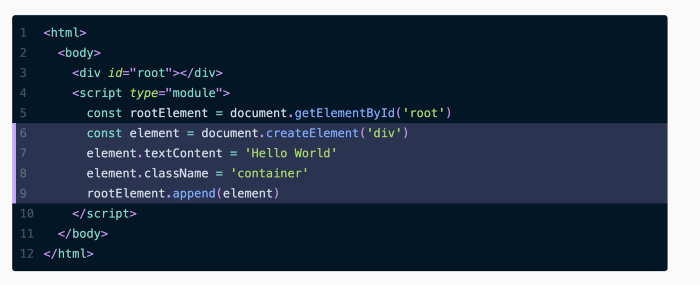 1 <html>
2   <body>
3     <div id="root"></div>
4     <script type="module">
5       const rootElement = document.getElementById('root')
6       const element = document.createElement('div')
7       element.textContent = 'Hello World'
8       element.className = 'container'
9       rootElement.append(element)
10     </script>
11   </body>
12 </html>